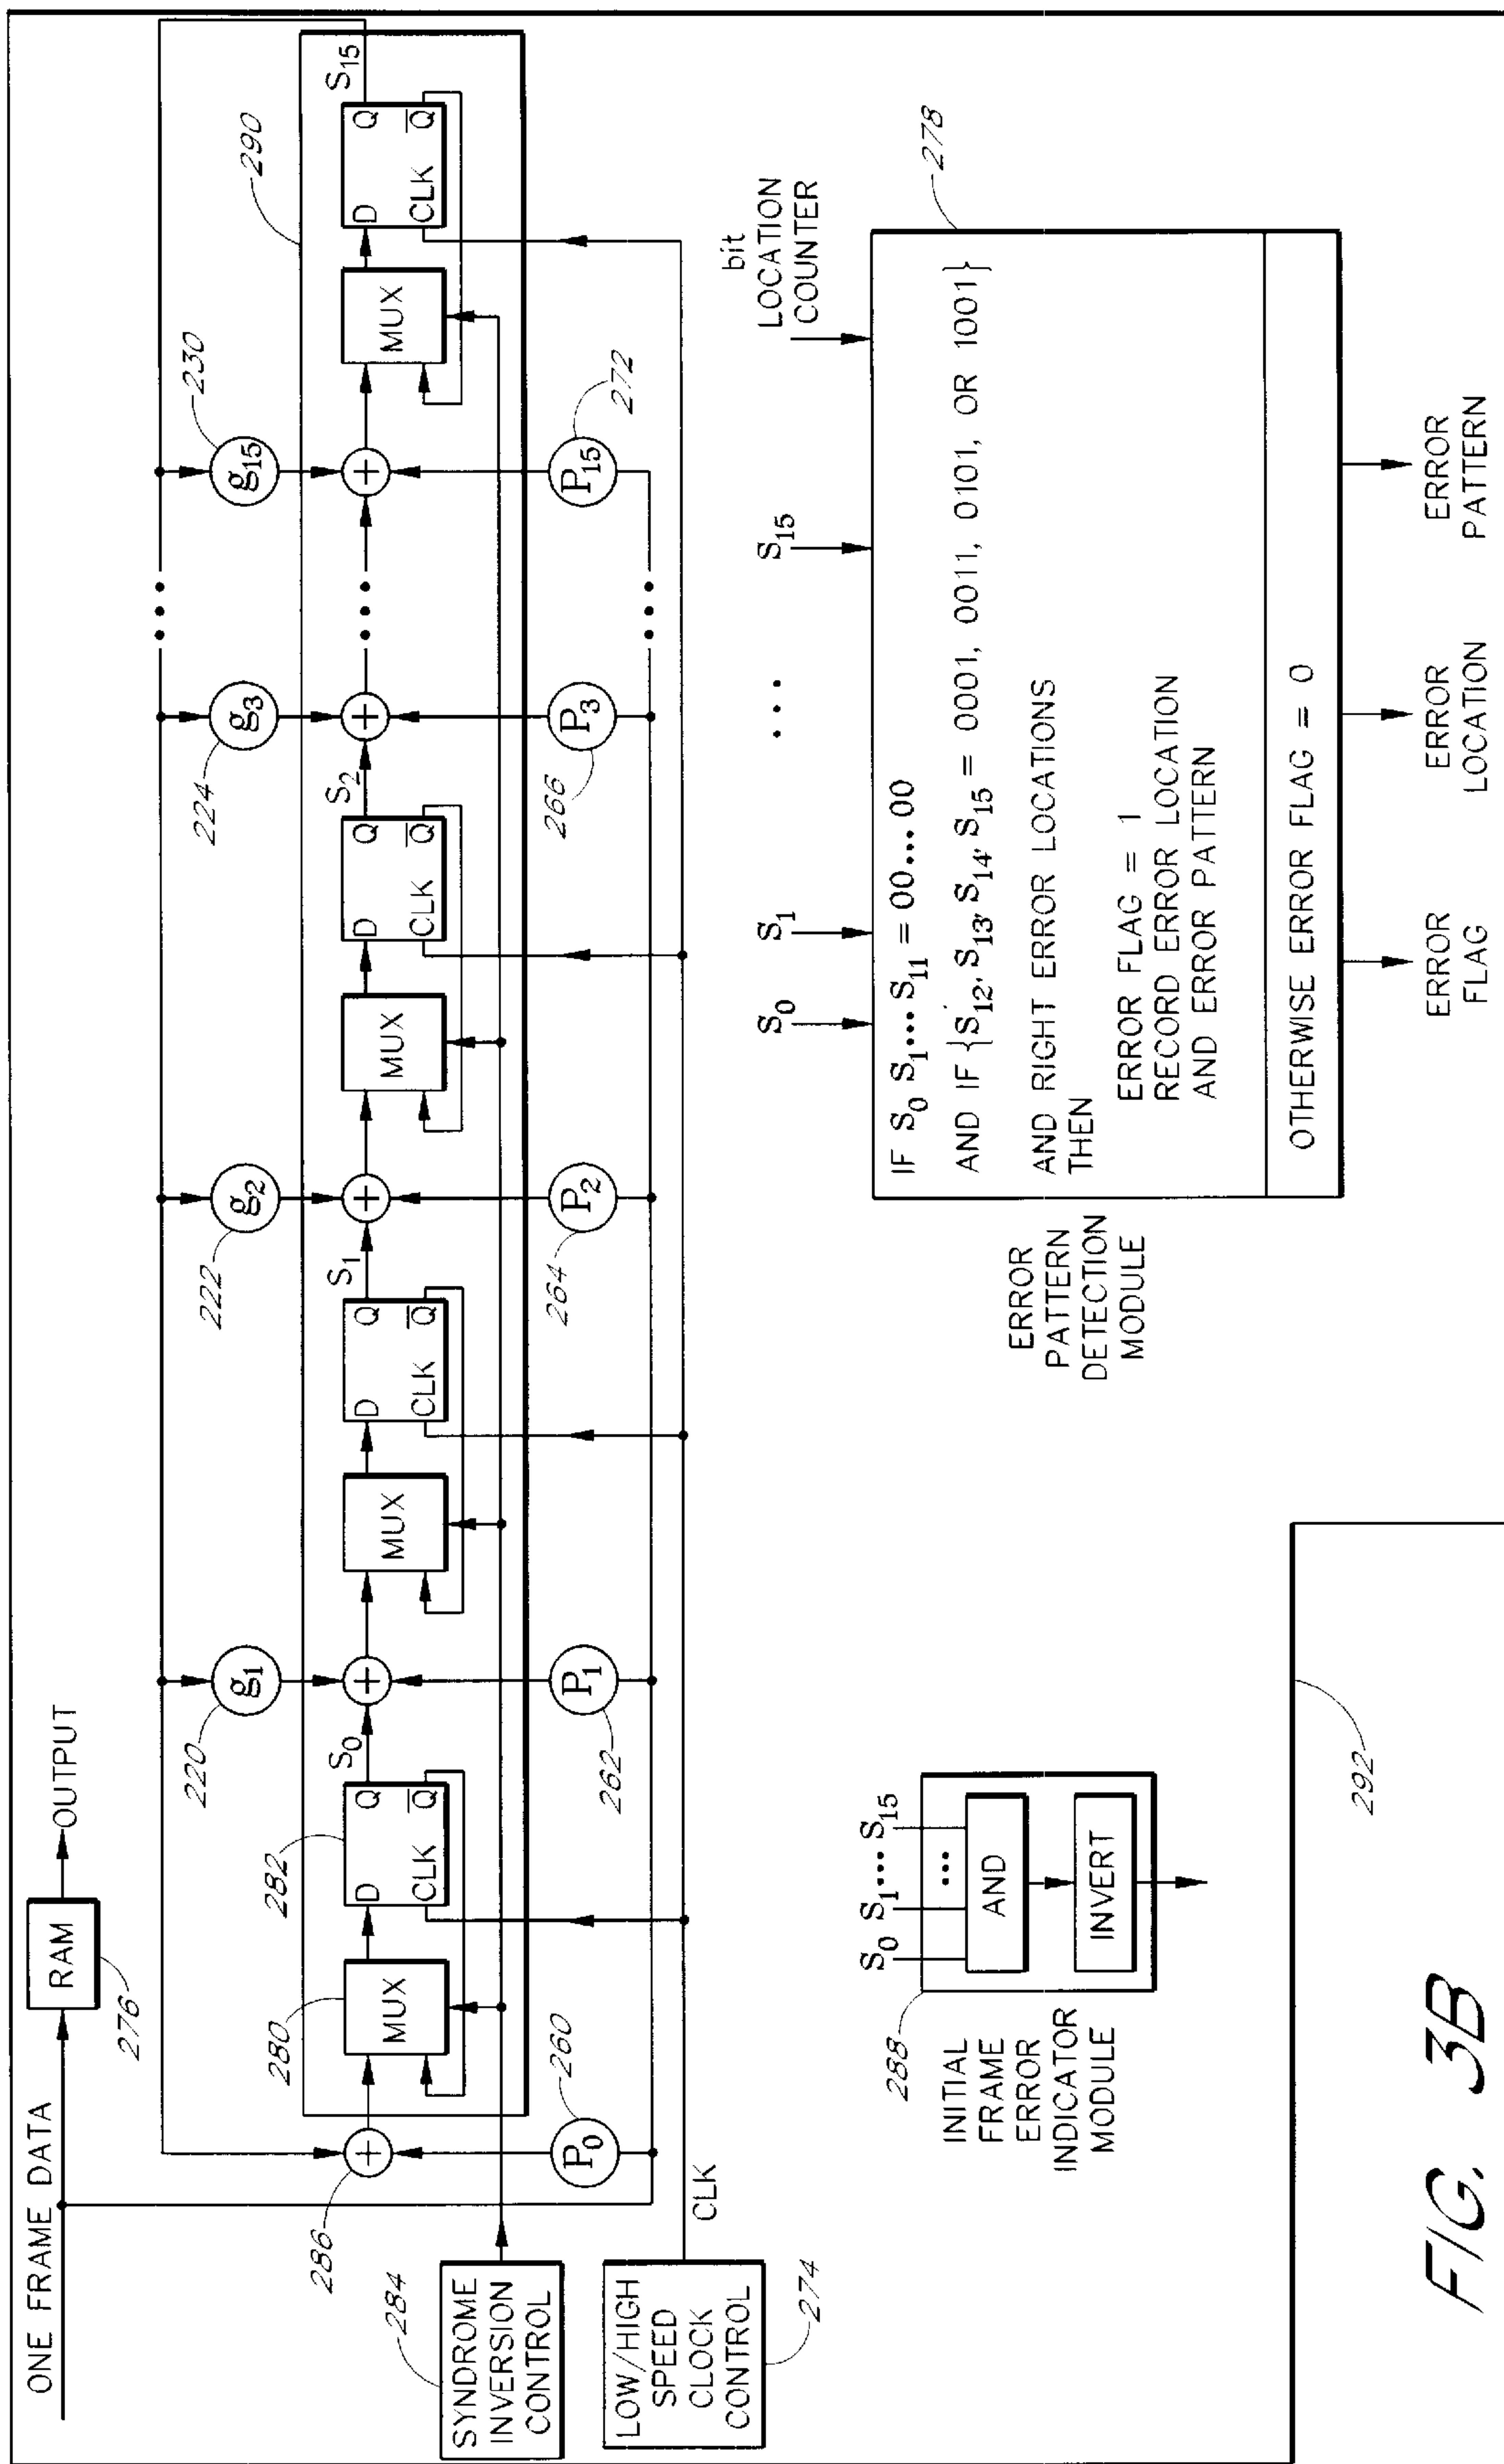 ONE FRAME DATA
RAM
OUTPUT
276
220
g1
222
g2
224
g3
230
g15
290
286
+
280
MUX
282
D
Q
CLK
Q
S0
+
MUX
D
Q
CLK
Q
S1
+
MUX
D
Q
CLK
Q
S2
+
...
+
MUX
D
Q
CLK
Q
S15
P0
260
P1
262
P2
264
P3
266
...
P15
272
284
SYNDROME
INVERSION
CONTROL
LOW/HIGH
SPEED
CLOCK
CONTROL
274
CLK
288
INITIAL
FRAME
ERROR
INDICATOR
MODULE
S0 S1... S15
...
AND
INVERT
292
ERROR
PATTERN
DETECTION
MODULE
S0
S1
...
S15
bit
LOCATION
COUNTER
278
IF S0 S1... S11 = 00... 00
AND IF {S12, S13, S14, S15 = 0001, 0011, 0101, OR 1001}
AND RIGHT ERROR LOCATIONS
THEN
ERROR FLAG = 1
RECORD ERROR LOCATION
AND ERROR PATTERN
OTHERWISE ERROR FLAG = 0
ERROR
FLAG
ERROR
LOCATION
ERROR
PATTERN
FIG. 3B